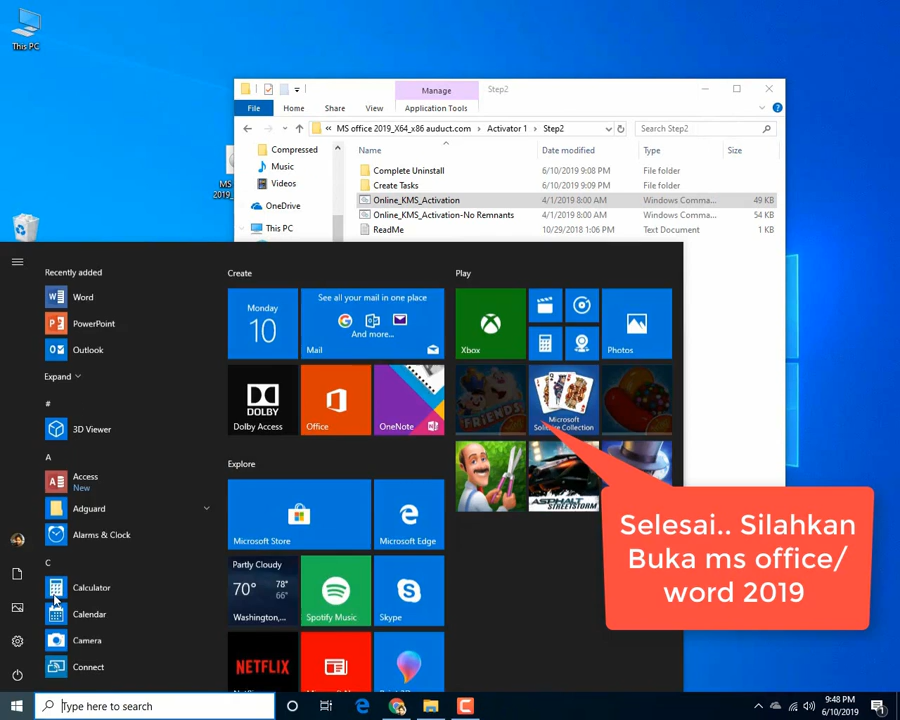 This PC
Manage
Step2
File
Home
Share
View
Application Tools
« MS office 2019_X64_x86 auduct.com > Activator 1 > Step2
Search Step2
Name
Date modified
Type
Size
Compressed
Music
Videos
OneDrive
This PC
Complete Uninstall 6/10/2019 9:08 PM File folder
Create Tasks 6/10/2019 9:09 PM File folder
Online_KMS_Activation 4/1/2019 8:00 AM Windows Comma... 49 KB
Online_KMS_Activation-No Remnants 4/1/2019 8:00 AM Windows Comma... 54 KB
ReadMe 10/29/2018 1:06 PM Text Document 1 KB
MS
2019_
Recently added
Word
PowerPoint
Outlook
Expand
#
3D Viewer
A
Access
New
Adguard
Alarms & Clock
C
Calculator
Calendar
Camera
Connect
Create
Monday
10
See all your mail in one place
And more...
Mail
DOLBY
Dolby Access
Office
OneNote
Explore
Microsoft Store
Microsoft Edge
Partly Cloudy
70°
78°
66°
Washington,...
Spotify Music
Skype
NETFLIX
Play
Xbox
Photos
FRIENDS
Microsoft
Solitaire Collection
ASPHALT
STREETSTORM
Selesai.. Silahkan
Buka ms office/
word 2019
Type here to search
9:48 PM
6/10/2019
1